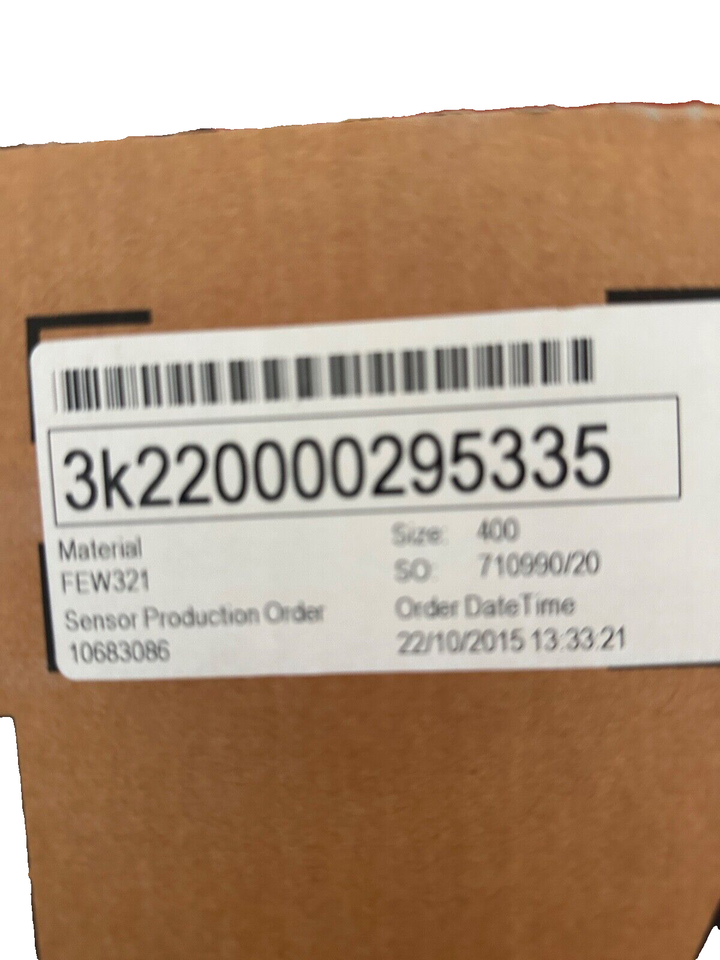 3k220000295335
Material
FEW321
Size: 400
SO: 710990/20
Sensor Production Order
10683086
Order DateTime
22/10/2015 13:33:21